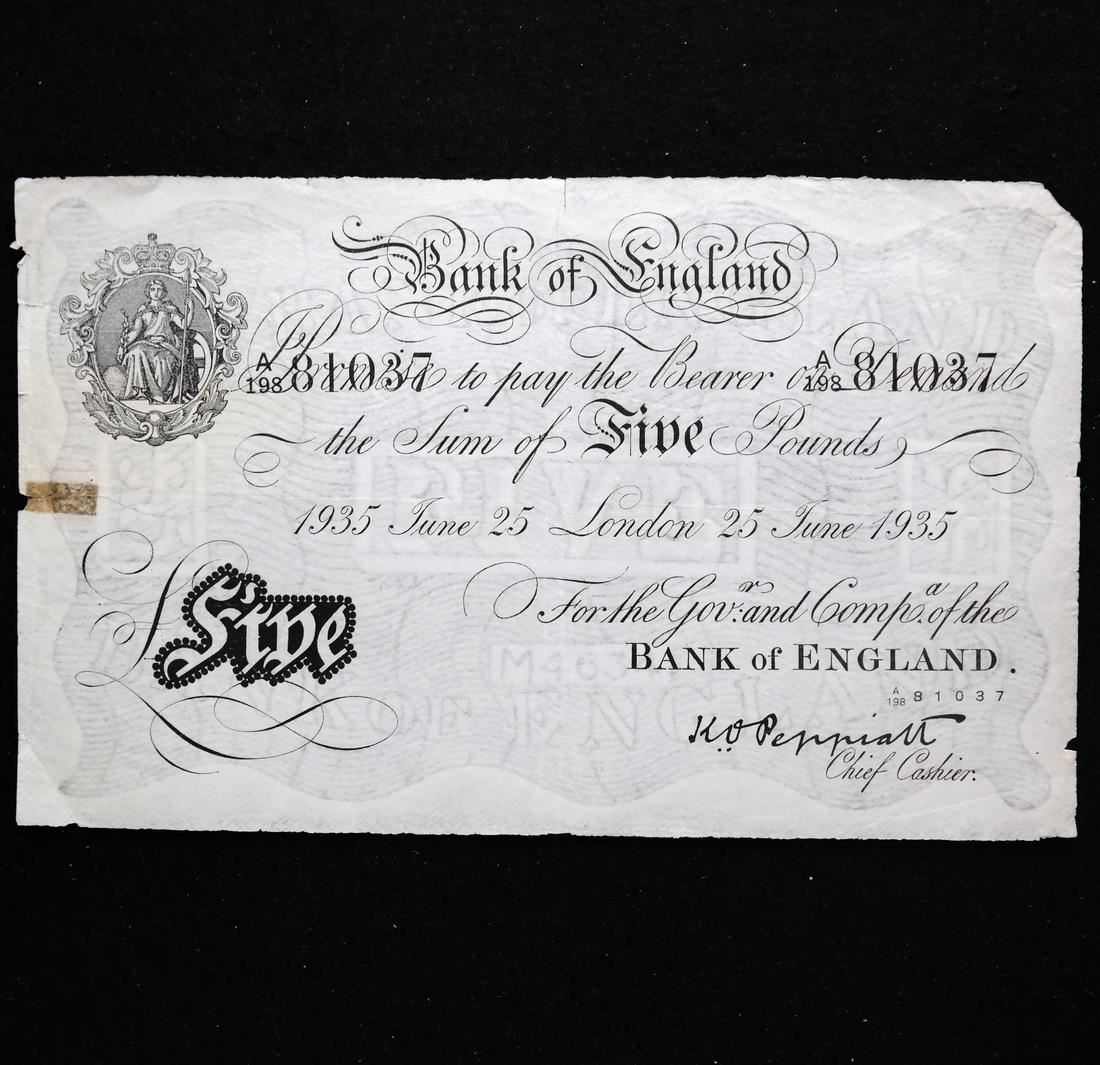 Bank of England
A/198 81037 I Promise to pay the Bearer on Demand A/198 81037
the Sum of Five Pounds
1935 June 25 London 25 June 1935
For the Gov.r and Comp.a of the
£Five
BANK of ENGLAND.
A/198 81037
K O Peppiatt
Chief Cashier.